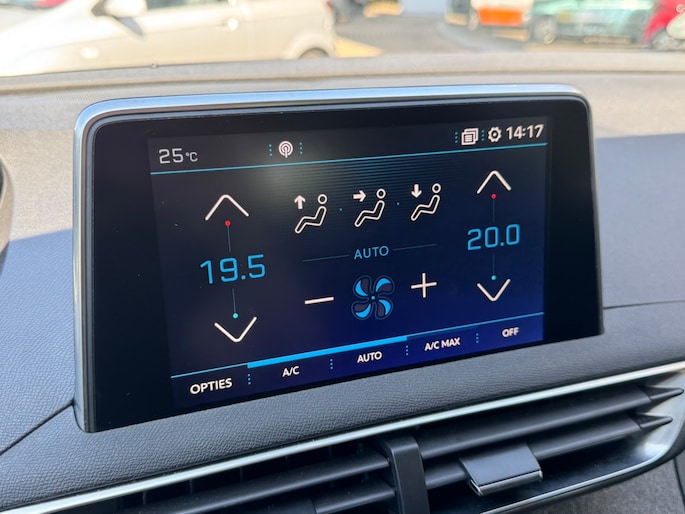 25°C 14:17
AUTO
19.5 20.0
OPTIES A/C AUTO A/C MAX OFF